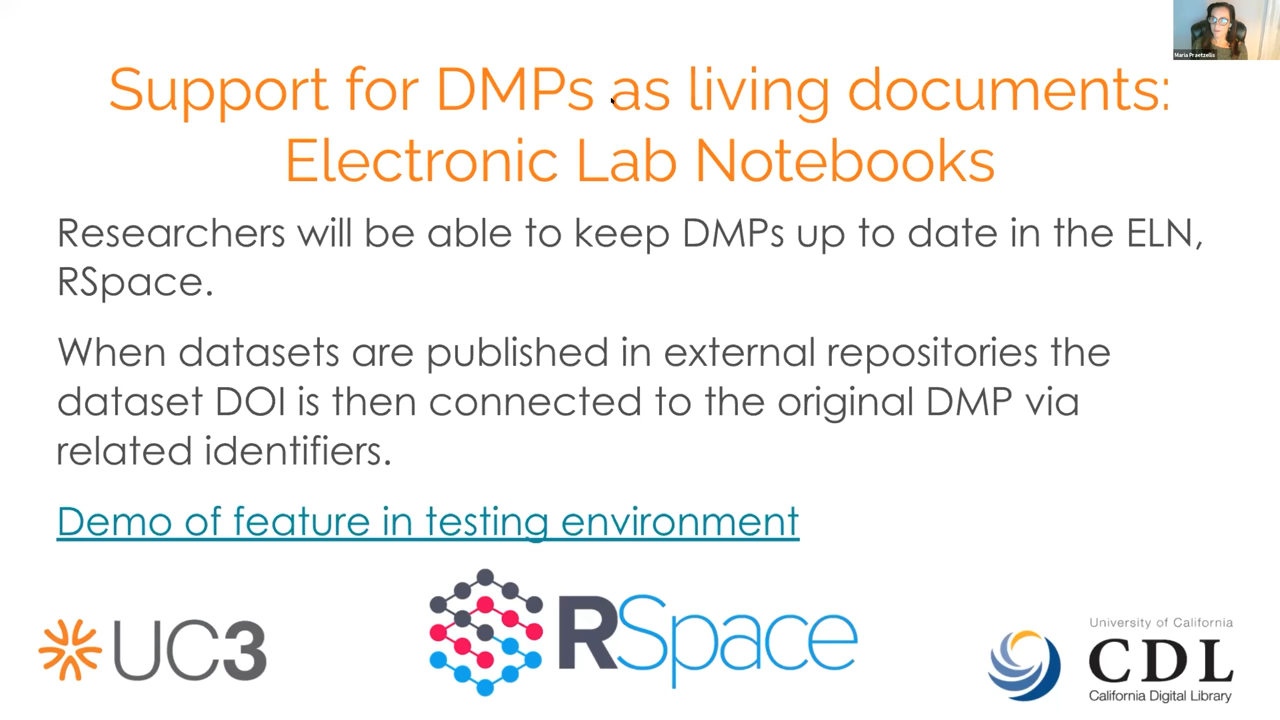 Maria Praetzellis
Support for DMPs as living documents:
Electronic Lab Notebooks
Researchers will be able to keep DMPs up to date in the ELN,
RSpace.
When datasets are published in external repositories the
dataset DOI is then connected to the original DMP via
related identifiers.
Demo of feature in testing environment
UC3
RSpace
University of California
CDL
California Digital Library